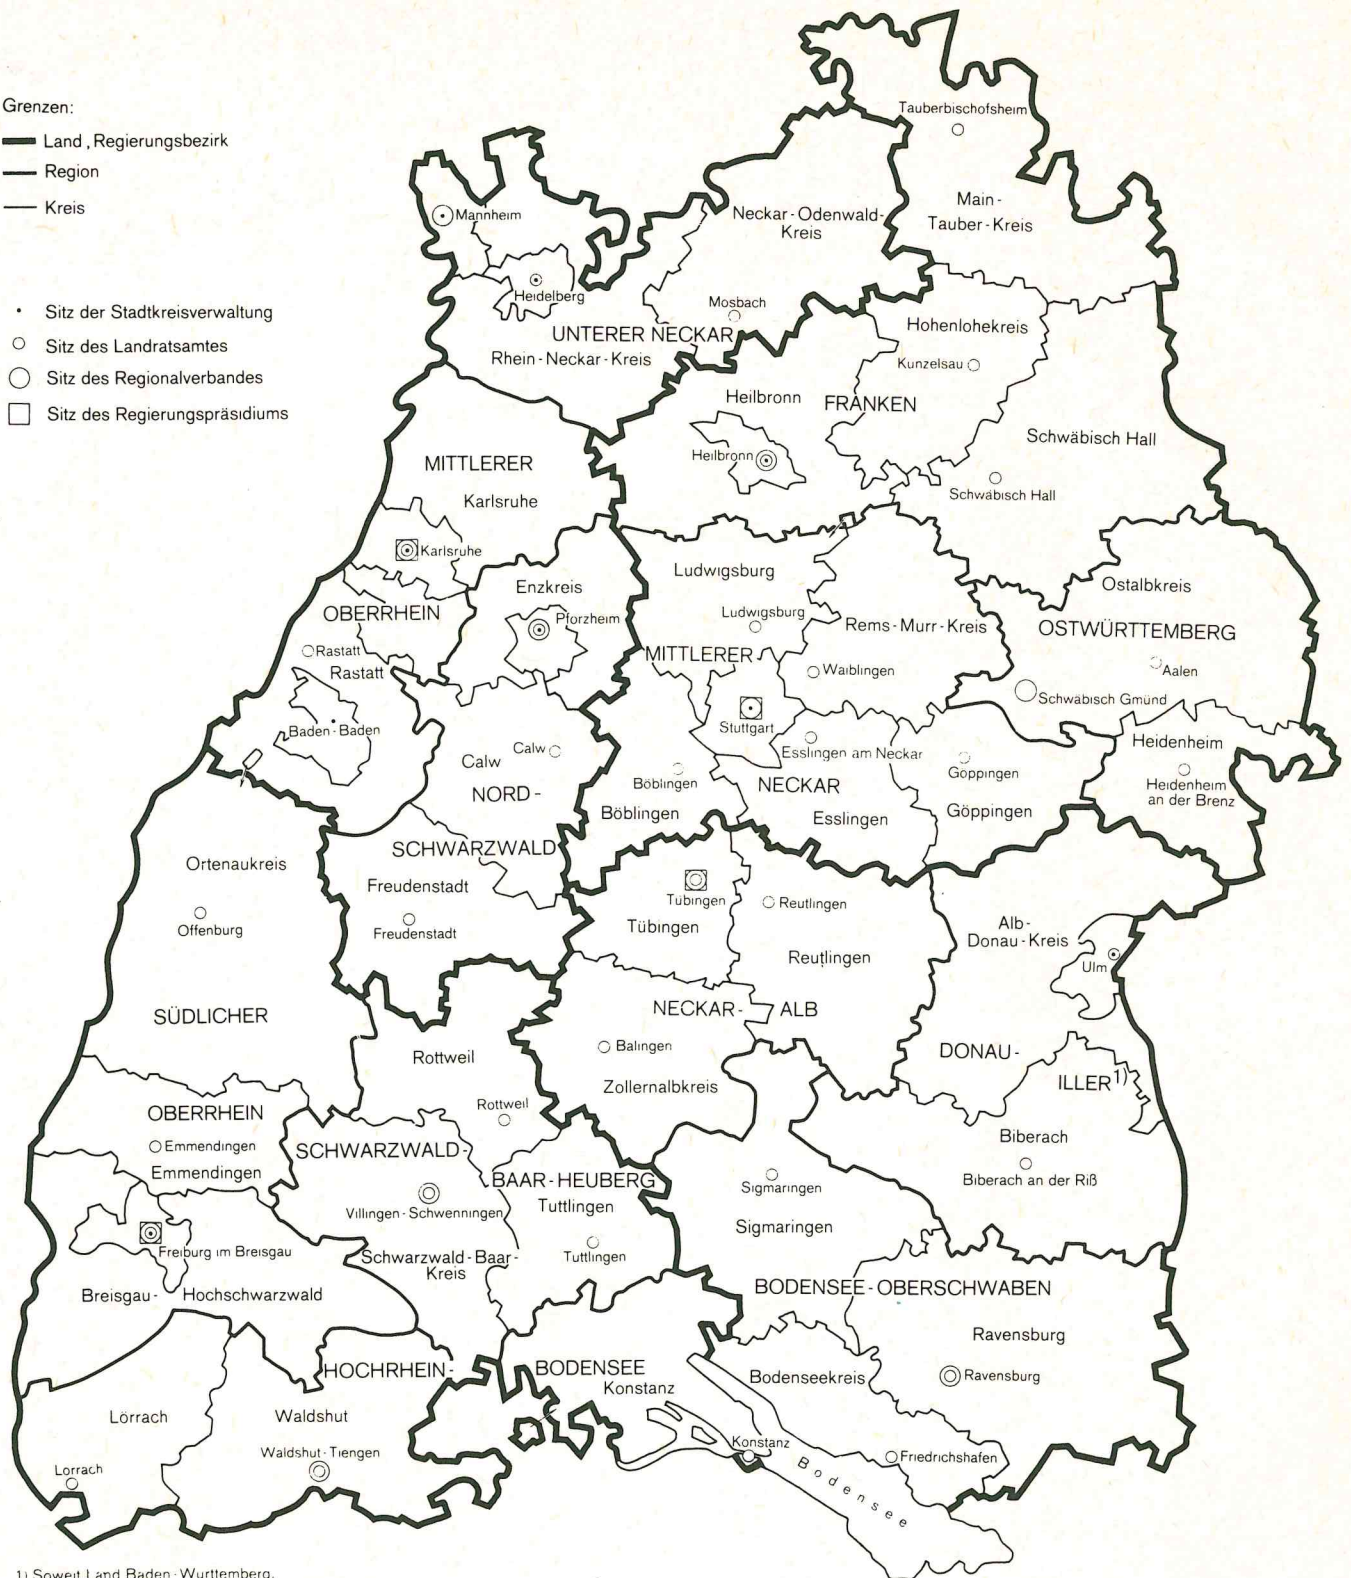 Grenzen:
Land, Regierungsbezirk
Region
Kreis
Sitz der Stadtkreisverwaltung
Sitz des Landratsamtes
Sitz des Regionalverbandes
Sitz des Regierungspräsidiums
Tauberbischofsheim
Main-
Tauber-Kreis
Mannheim
Neckar-Odenwald-
Kreis
Heidelberg
Mosbach
UNTERER NECKAR
Rhein-Neckar-Kreis
Hohenlohekreis
Kunzelsau
Heilbronn
FRANKEN
Heilbronn
Schwäbisch Hall
Schwäbisch Hall
MITTLERER
Karlsruhe
Karlsruhe
OBERRHEIN
Rastatt
Rastatt
Baden-Baden
Enzkreis
Pforzheim
Ludwigsburg
Ludwigsburg
MITTLERER
Rems-Murr-Kreis
Waiblingen
Stuttgart
Ostalbkreis
OSTWÜRTTEMBERG
Aalen
Schwäbisch Gmünd
Heidenheim
Heidenheim
an der Brenz
Calw
Calw
NORD-
SCHWARZWALD
Freudenstadt
Freudenstadt
Böblingen
Böblingen
Esslingen am Neckar
NECKAR
Esslingen
Göppingen
Göppingen
Ortenaukreis
Offenburg
SÜDLICHER
OBERRHEIN
Emmendingen
Emmendingen
Tübingen
Tübingen
Reutlingen
Reutlingen
NECKAR-
ALB
Balingen
Zollernalbkreis
Alb-
Donau-Kreis
Ulm
DONAU-
ILLER 1)
Biberach
Biberach an der Riß
Rottweil
Rottweil
SCHWARZWALD-
BAAR-HEUBERG
Villingen-Schwenningen
Schwarzwald-Baar-
Kreis
Tuttlingen
Tuttlingen
Sigmaringen
Sigmaringen
Freiburg im Breisgau
Breisgau-
Hochschwarzwald
BODENSEE-OBERSCHWABEN
Ravensburg
Ravensburg
Bodenseekreis
Friedrichshafen
HOCHRHEIN-
BODENSEE
Konstanz
Konstanz
Bodensee
Lörrach
Lorrach
Waldshut
Waldshut-Tiengen
1) Soweit Land Baden-Wurttemberg.